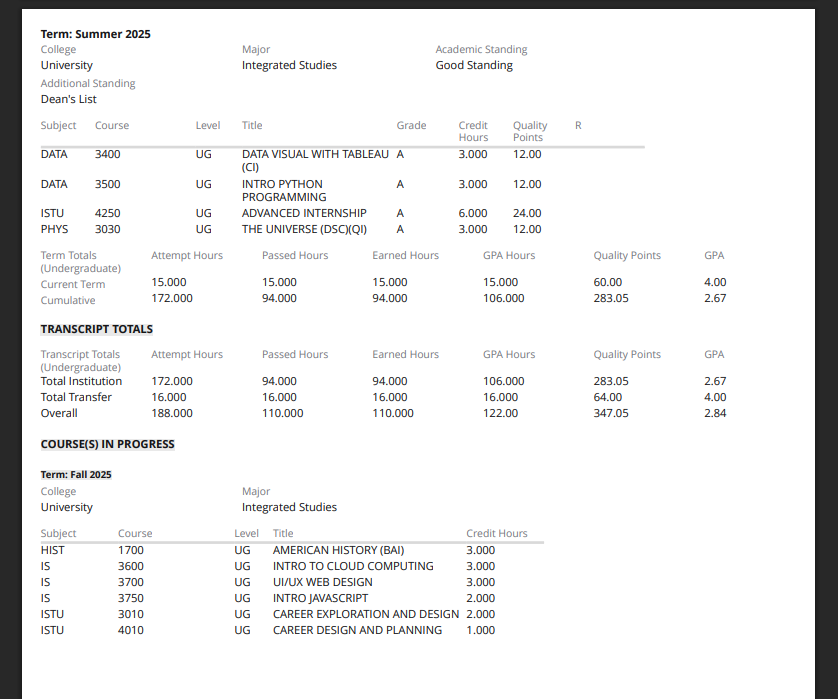 Term: Summer 2025
College Major Academic Standing
University Integrated Studies Good Standing
Additional Standing
Dean's List
Subject Course Level Title Grade Credit Hours Quality Points R
DATA 3400 UG DATA VISUAL WITH TABLEAU (CI) A 3.000 12.00
DATA 3500 UG INTRO PYTHON PROGRAMMING A 3.000 12.00
ISTU 4250 UG ADVANCED INTERNSHIP A 6.000 24.00
PHYS 3030 UG THE UNIVERSE (DSC)(QI) A 3.000 12.00
Term Totals (Undergraduate) Attempt Hours Passed Hours Earned Hours GPA Hours Quality Points GPA
Current Term 15.000 15.000 15.000 15.000 60.00 4.00
Cumulative 172.000 94.000 94.000 106.000 283.05 2.67
TRANSCRIPT TOTALS
Transcript Totals (Undergraduate) Attempt Hours Passed Hours Earned Hours GPA Hours Quality Points GPA
Total Institution 172.000 94.000 94.000 106.000 283.05 2.67
Total Transfer 16.000 16.000 16.000 16.000 64.00 4.00
Overall 188.000 110.000 110.000 122.00 347.05 2.84
COURSE(S) IN PROGRESS
Term: Fall 2025
College Major
University Integrated Studies
Subject Course Level Title Credit Hours
HIST 1700 UG AMERICAN HISTORY (BAI) 3.000
IS 3600 UG INTRO TO CLOUD COMPUTING 3.000
IS 3700 UG UI/UX WEB DESIGN 3.000
IS 3750 UG INTRO JAVASCRIPT 2.000
ISTU 3010 UG CAREER EXPLORATION AND DESIGN 2.000
ISTU 4010 UG CAREER DESIGN AND PLANNING 1.000